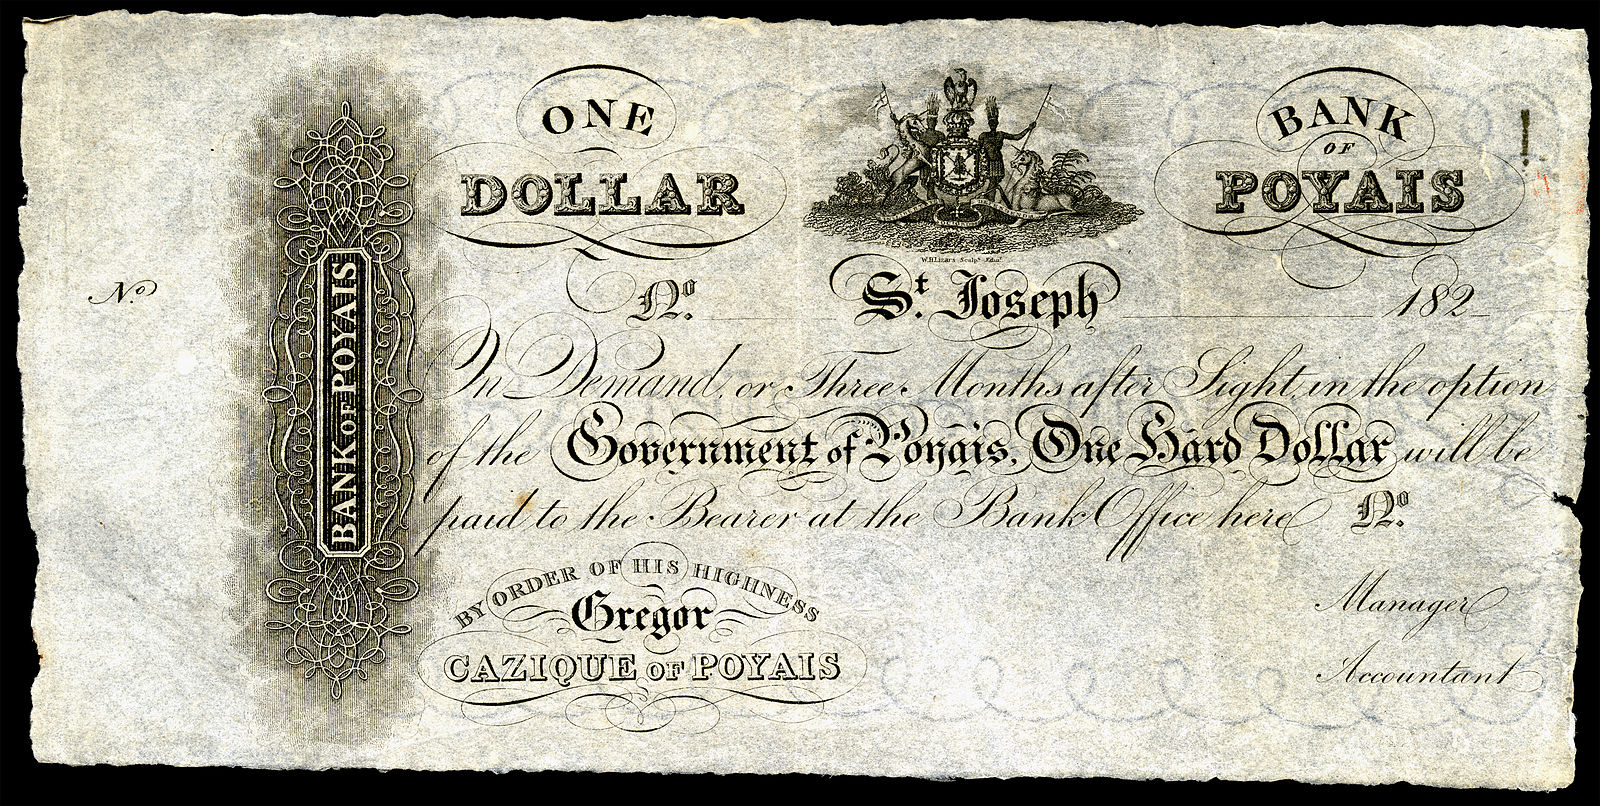 ONE
DOLLAR
BANK
OF
POYAIS
W.H.Lizars Sculpt. Edinr.
No.
No. St. Joseph 182
On Demand, or Three Months after Sight, in the option
of the Government of Poyais, One Hard Dollar will be
paid to the Bearer at the Bank Office here No.
BANK OF POYAIS
BY ORDER OF HIS HIGHNESS
Gregor
CAZIQUE OF POYAIS
Manager
Accountant